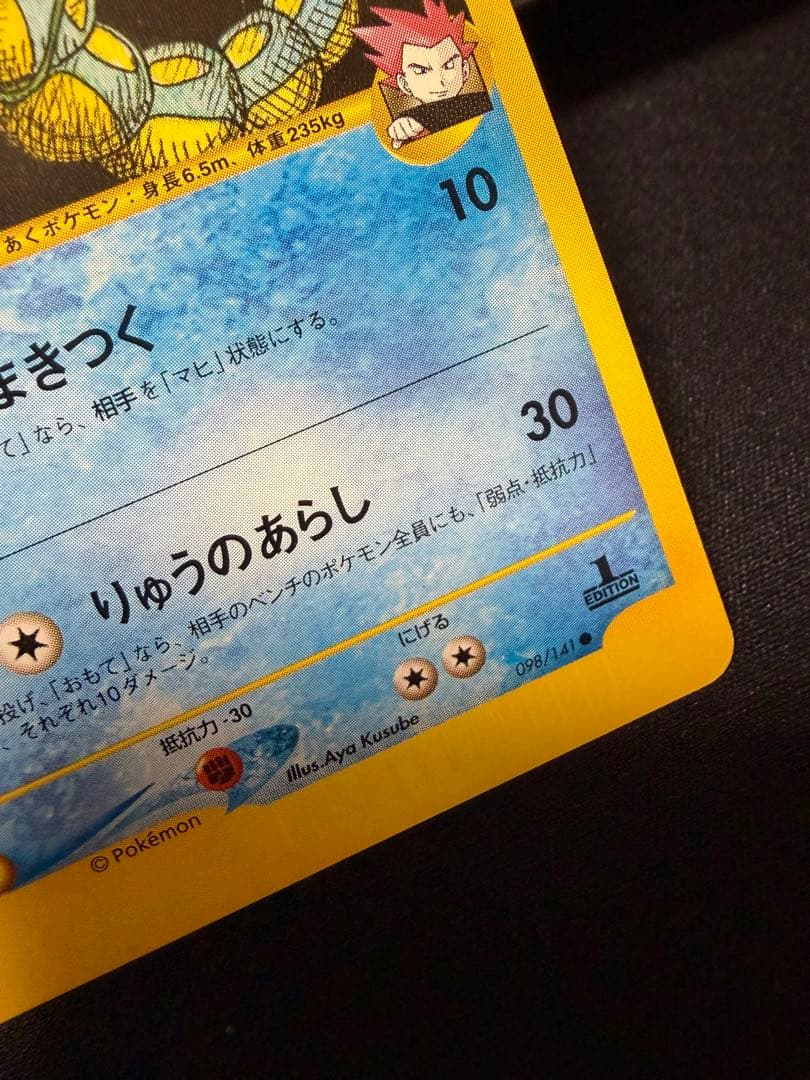 あくポケモン：身長6.5m、体重235kg
まきつく 10
て」なら、相手を「マヒ」状態にする。
りゅうのあらし 30
投げ、「おもて」なら、相手のベンチのポケモン全員にも、「弱点・抵抗力」
、それぞれ10ダメージ。
1 EDITION
抵抗力 -30
にげる
098/141 ●
Illus.Aya Kusube
© Pokémon